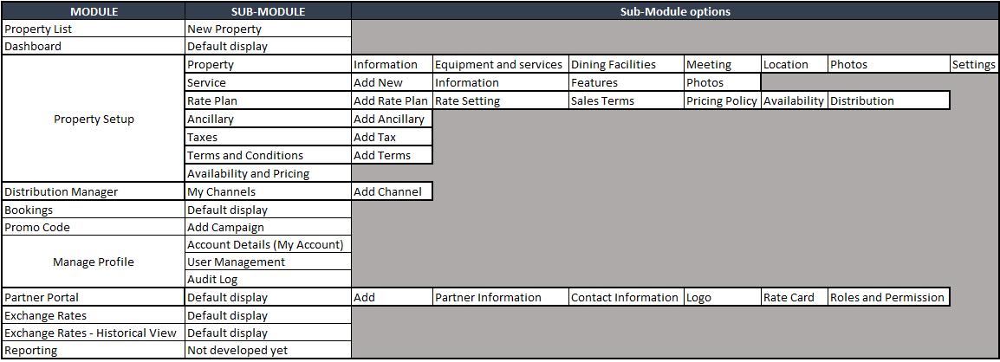 MODULE SUB-MODULE Sub-Module options
Property List New Property
Dashboard Default display
Property Information Equipment and services Dining Facilities Meeting Location Photos Settings
Service Add New Information Features Photos
Rate Plan Add Rate Plan Rate Setting Sales Terms Pricing Policy Availability Distribution
Property Setup Ancillary Add Ancillary
Taxes Add Tax
Terms and Conditions Add Terms
Availability and Pricing
Distribution Manager My Channels Add Channel
Bookings Default display
Promo Code Add Campaign
Account Details (My Account)
Manage Profile User Management
Audit Log
Partner Portal Default display Add Partner Information Contact Information Logo Rate Card Roles and Permission
Exchange Rates Default display
Exchange Rates - Historical View Default display
Reporting Not developed yet